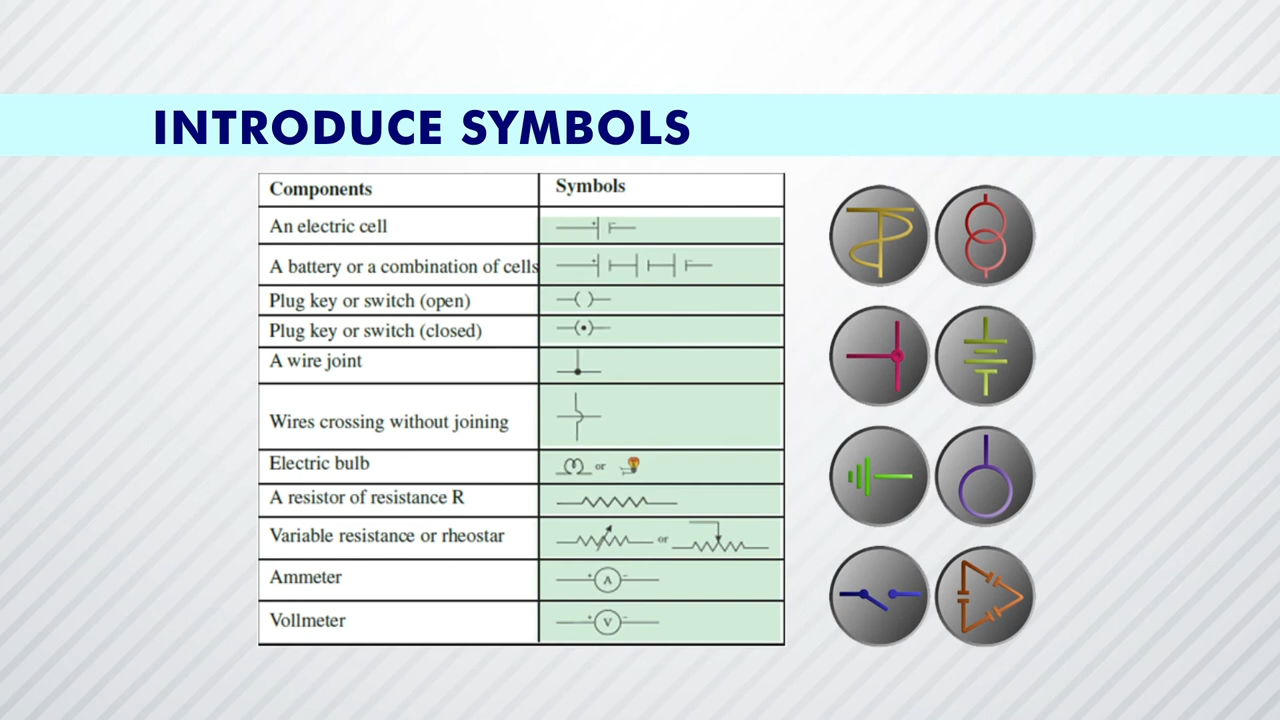 INTRODUCE SYMBOLS
Components Symbols
An electric cell
A battery or a combination of cells
Plug key or switch (open)
Plug key or switch (closed)
A wire joint
Wires crossing without joining
Electric bulb or
A resistor of resistance R
Variable resistance or rheostar or
Ammeter + A −
Vollmeter + V −